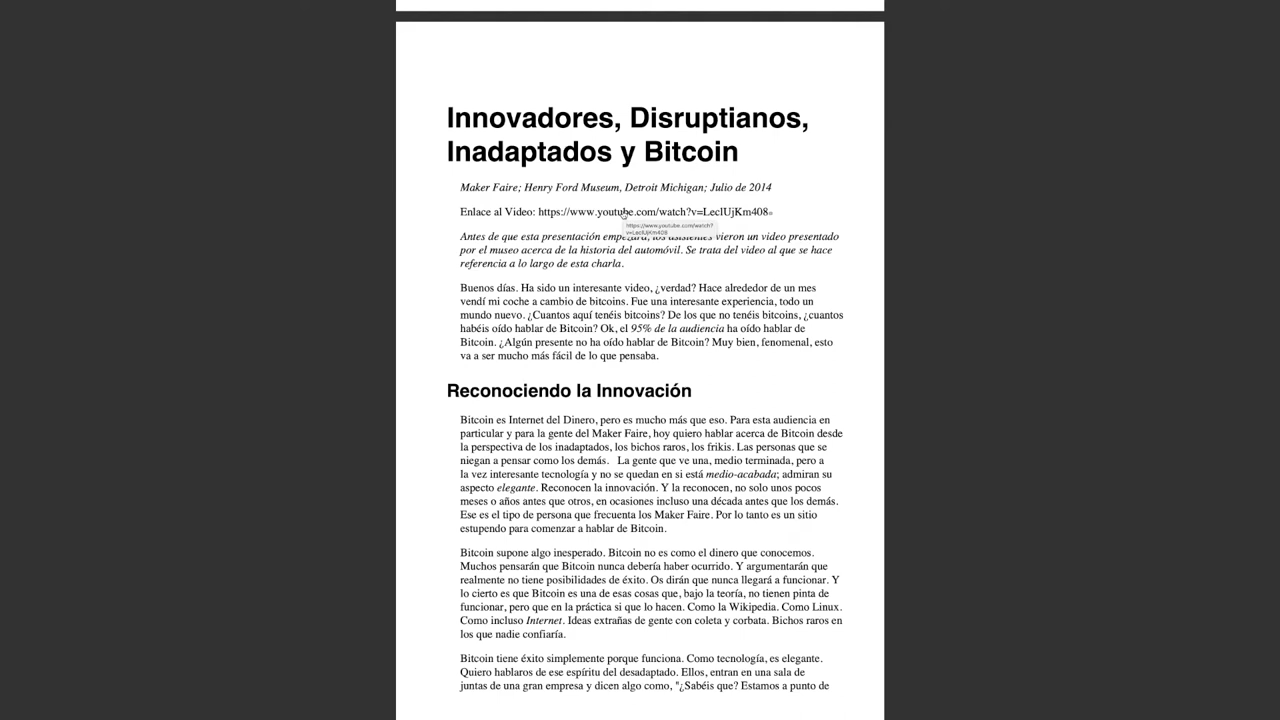 Innovadores, Disruptianos,
Inadaptados y Bitcoin
Maker Faire; Henry Ford Museum, Detroit Michigan; Julio de 2014
Enlace al Video: https://www.youtube.com/watch?v=LecIUjKm408
https://www.youtube.com/watch?
v=LecIUjKm408
Antes de que esta presentación empezara, los asistentes vieron un video presentado
por el museo acerca de la historia del automóvil. Se trata del video al que se hace
referencia a lo largo de esta charla.
Buenos días. Ha sido un interesante video, ¿verdad? Hace alrededor de un mes
vendí mi coche a cambio de bitcoins. Fue una interesante experiencia, todo un
mundo nuevo. ¿Cuantos aquí tenéis bitcoins? De los que no tenéis bitcoins, ¿cuantos
habéis oído hablar de Bitcoin? Ok, el 95% de la audiencia ha oído hablar de
Bitcoin. ¿Algún presente no ha oído hablar de Bitcoin? Muy bien, fenomenal, esto
va a ser mucho más fácil de lo que pensaba.
Reconociendo la Innovación
Bitcoin es Internet del Dinero, pero es mucho más que eso. Para esta audiencia en
particular y para la gente del Maker Faire, hoy quiero hablar acerca de Bitcoin desde
la perspectiva de los inadaptados, los bichos raros, los frikis. Las personas que se
niegan a pensar como los demás. La gente que ve una, medio terminada, pero a
la vez interesante tecnología y no se quedan en si está medio-acabada; admiran su
aspecto elegante. Reconocen la innovación. Y la reconocen, no solo unos pocos
meses o años antes que otros, en ocasiones incluso una década antes que los demás.
Ese es el tipo de persona que frecuenta los Maker Faire. Por lo tanto es un sitio
estupendo para comenzar a hablar de Bitcoin.
Bitcoin supone algo inesperado. Bitcoin no es como el dinero que conocemos.
Muchos pensarán que Bitcoin nunca debería haber ocurrido. Y argumentarán que
realmente no tiene posibilidades de éxito. Os dirán que nunca llegará a funcionar. Y
lo cierto es que Bitcoin es una de esas cosas que, bajo la teoría, no tienen pinta de
funcionar, pero que en la práctica si que lo hacen. Como la Wikipedia. Como Linux.
Como incluso Internet. Ideas extrañas de gente con coleta y corbata. Bichos raros en
los que nadie confiaría.
Bitcoin tiene éxito simplemente porque funciona. Como tecnología, es elegante.
Quiero hablaros de ese espíritu del desadaptado. Ellos, entran en una sala de
juntas de una gran empresa y dicen algo como, "¿Sabéis que? Estamos a punto de